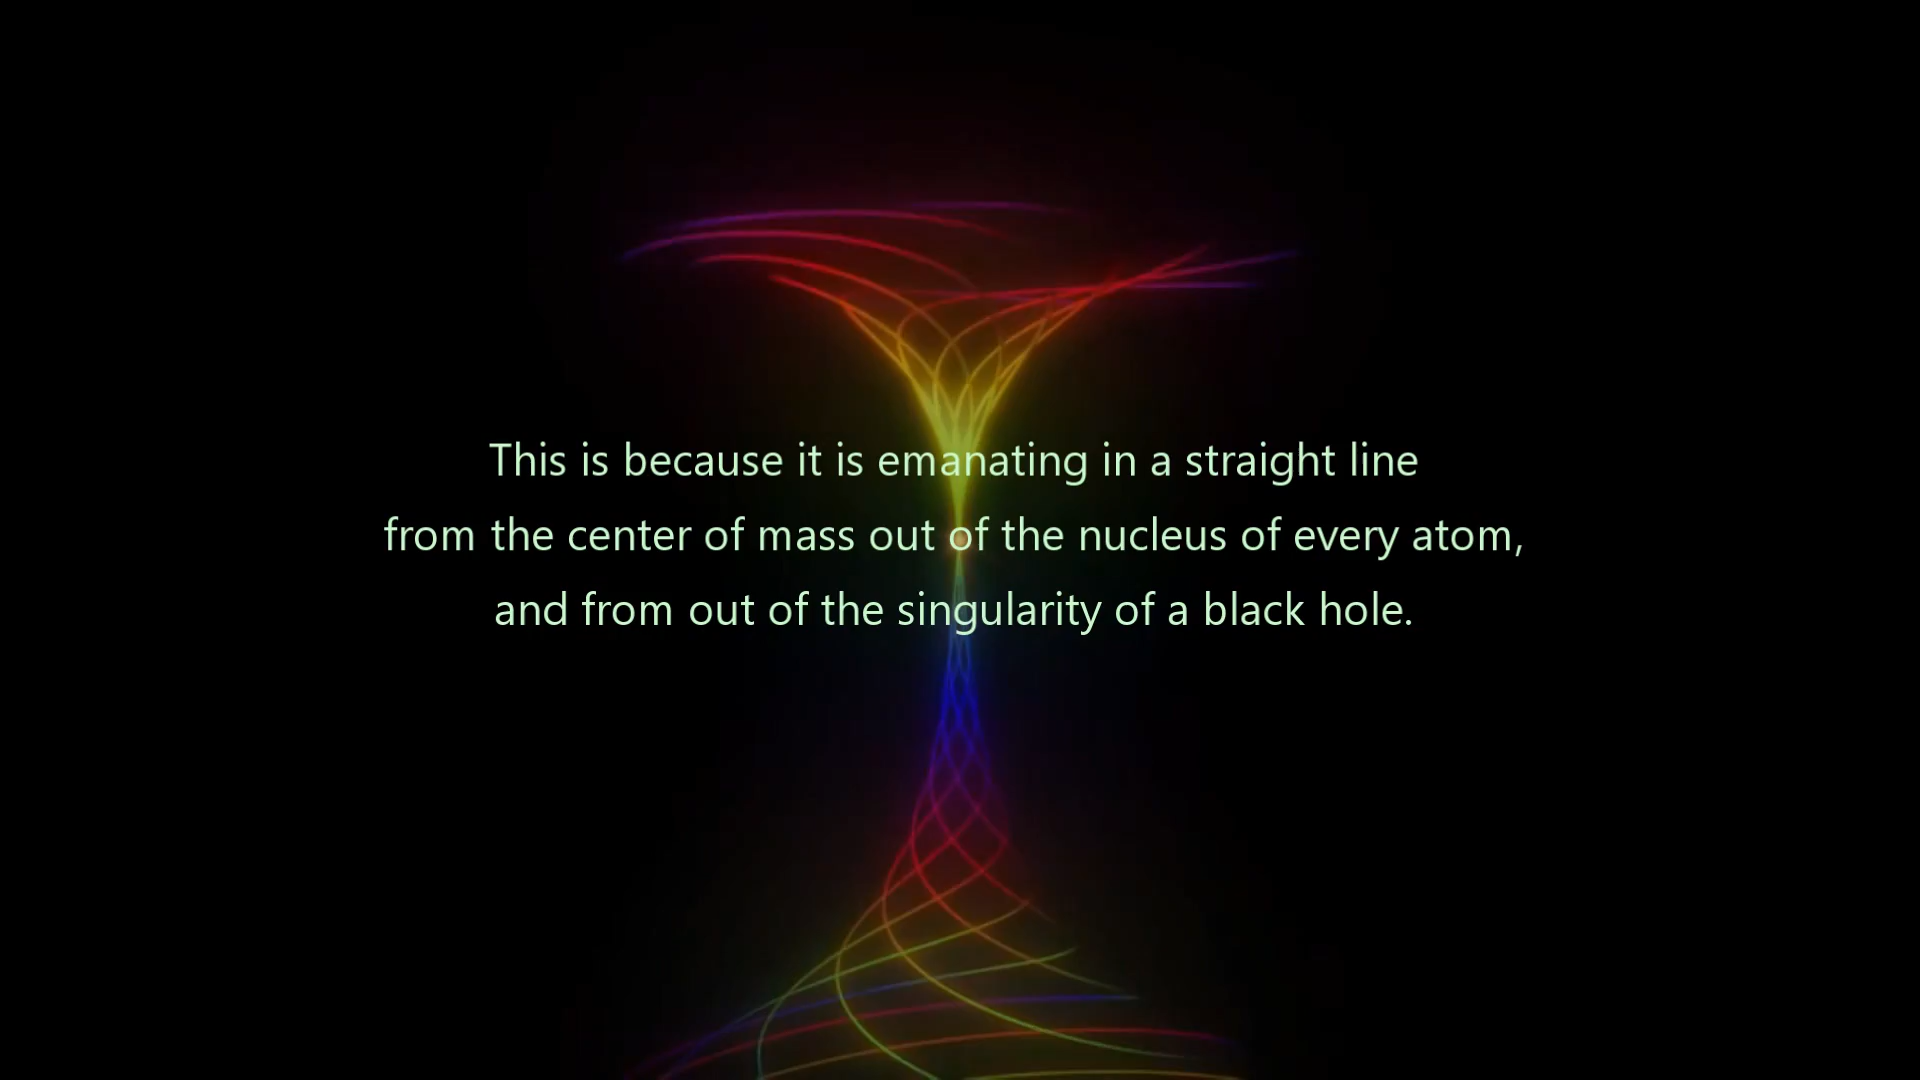 This is because it is emanating in a straight line
from the center of mass out of the nucleus of every atom,
and from out of the singularity of a black hole.